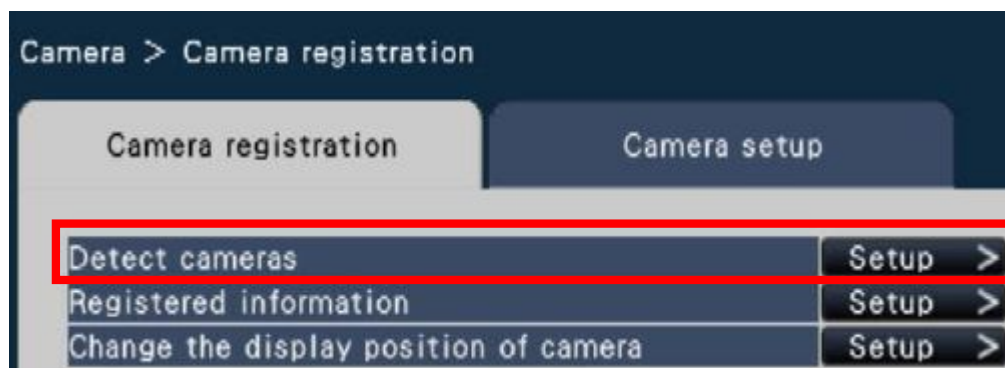 Camera > Camera registration
Camera registration Camera setup
Detect cameras Setup >
Registered information Setup >
Change the display position of camera Setup >